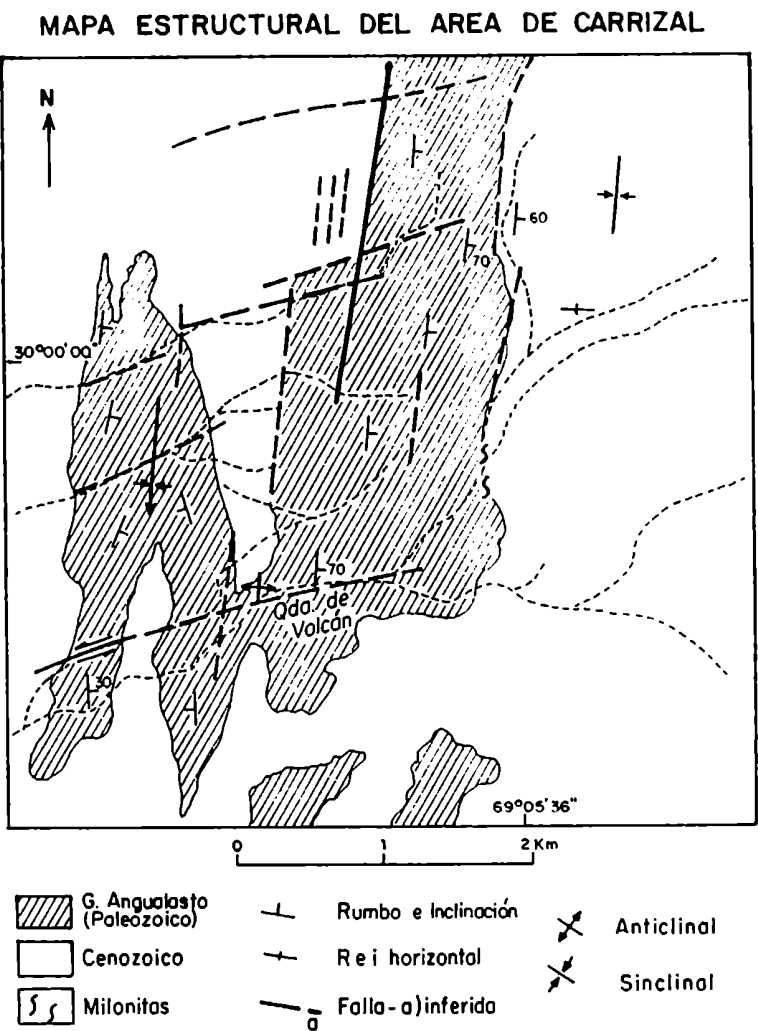 MAPA ESTRUCTURAL DEL AREA DE CARRIZAL
N
60
70
30°00'00"
70
Qda. de
Volcán
30
69°05'36"
0 1 2 Km
G. Angualasto
(Paleozoico)
Cenozoico
Milonitas
Rumbo e Inclinación
R e i horizontal
Falla-a)inferida
a
Anticlinal
Sinclinal